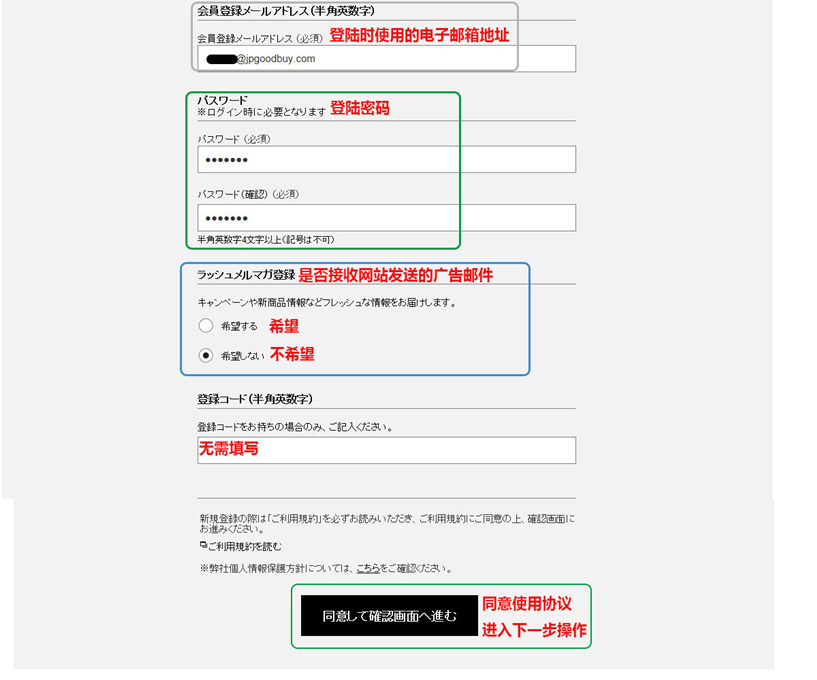 会員登録メールアドレス(半角英数字)
会員登録メールアドレス (必須) 登陆时使用的电子邮箱地址
@jpgoodbuy.com
パスワード
※ログイン時に必要となります 登陆密码
パスワード (必須)
•••••••
パスワード(確認) (必須)
•••••••
半角英数字4文字以上(記号は不可)
ラッシュメルマガ登録 是否接收网站发送的广告邮件
キャンペーンや新商品情報などフレッシュな情報をお届けします。
希望する 希望
希望しない 不希望
登録コード(半角英数字)
登録コードをお持ちの場合のみ、ご記入ください。
无需填写
新規登録の際は「ご利用規約」を必ずお読みいただき、ご利用規約にご同意の上、確認画面に
お進みください。
ご利用規約を読む
※弊社個人情報保護方針については、こちらをご確認ください。
同意して確認画面へ進む
同意使用协议
进入下一步操作